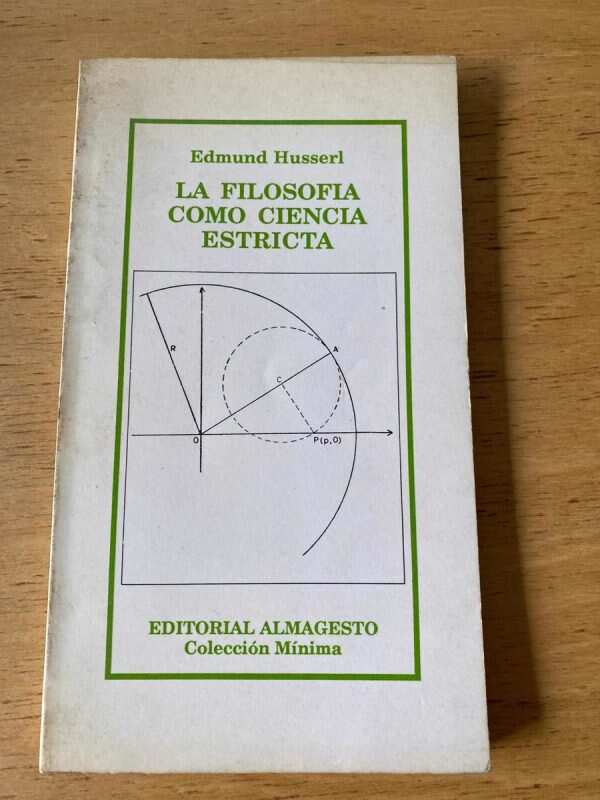 Edmund Husserl
LA FILOSOFIA
COMO CIENCIA
ESTRICTA
R
A
C
O
P(p,0)
EDITORIAL ALMAGESTO
Colección Mínima